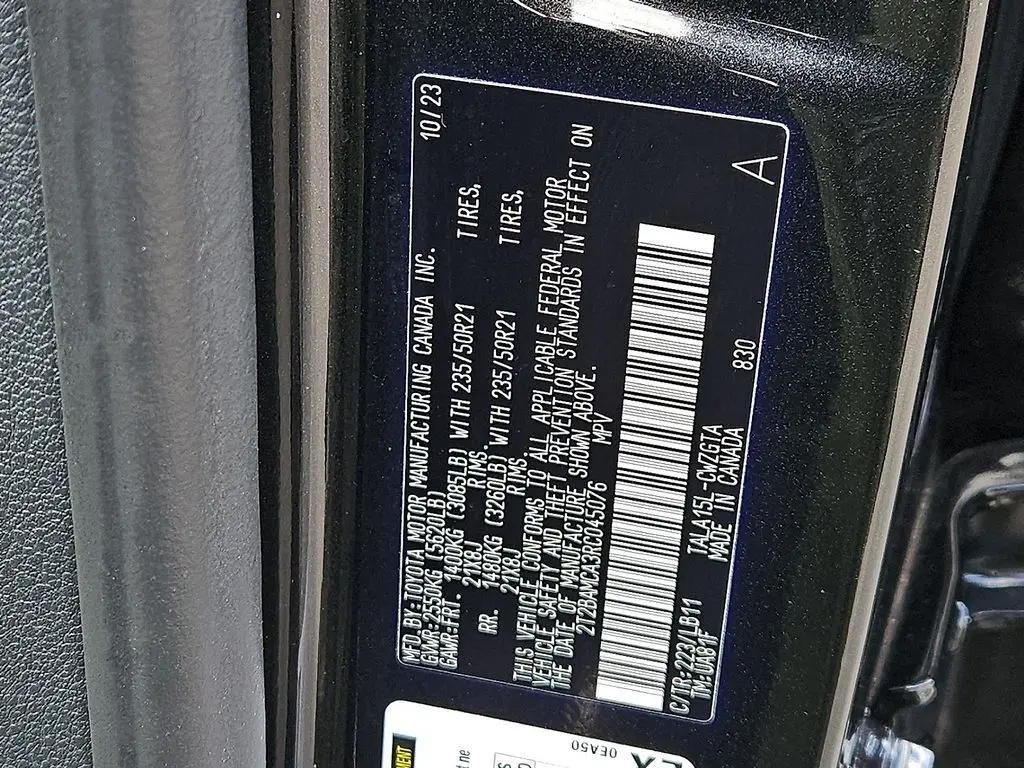 MFD.BY:TOYOTA MOTOR MANUFACTURING CANADA INC. 10/23
GVWR:2550KG (5620LB)
GAWR:FRT. 1400KG (3085LB) WITH 235/50R21 TIRES,
21X8J RIMS.
RR. 1480KG (3260LB) WITH 235/50R21 TIRES,
21X8J RIMS.
THIS VEHICLE CONFORMS TO ALL APPLICABLE FEDERAL MOTOR
VEHICLE SAFETY AND THEFT PREVENTION STANDARDS IN EFFECT ON
THE DATE OF MANUFACTURE SHOWN ABOVE.
2T2BAMCA3RC045076 MPV
C/TR:223/LB11 TALA15L-CWZGTA 830 A
TM:UAB1F MADE IN CANADA
0EA50